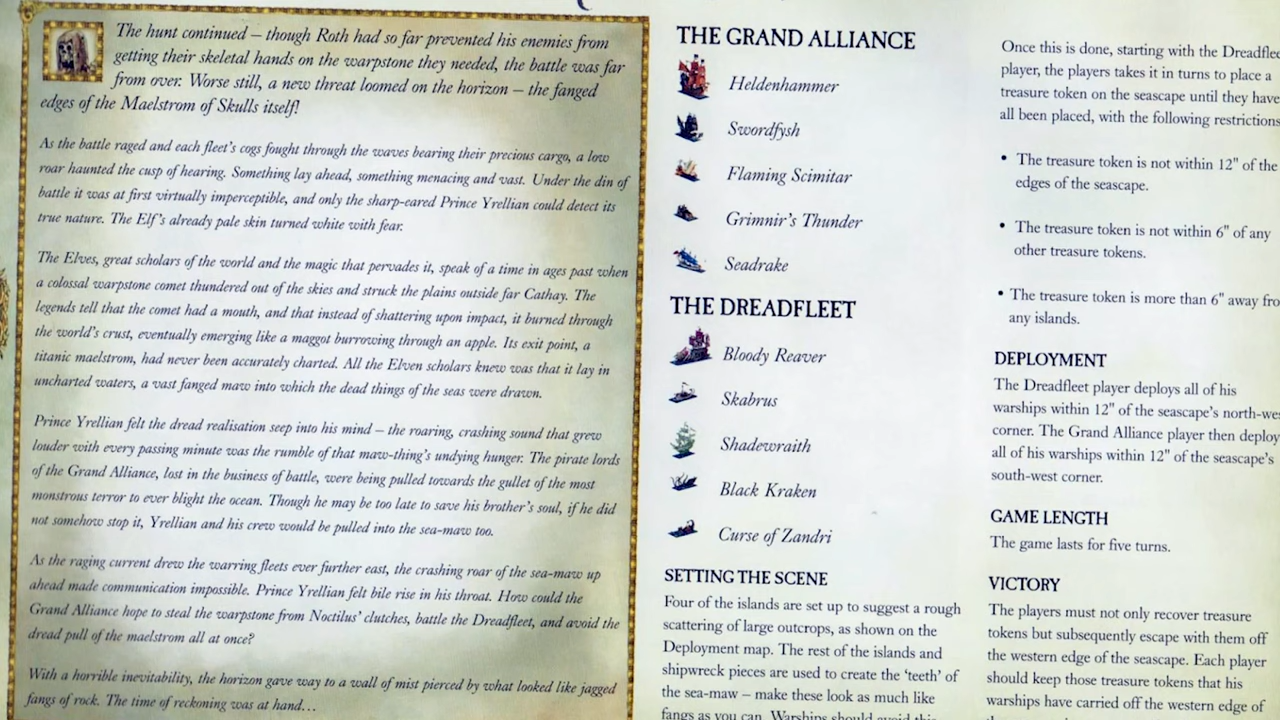 The hunt continued – though Roth had so far prevented his enemies from
getting their skeletal hands on the warpstone they needed, the battle was far
from over. Worse still, a new threat loomed on the horizon – the fanged
edges of the Maelstrom of Skulls itself!
As the battle raged and each fleet's cogs fought through the waves bearing their precious cargo, a low
roar haunted the cusp of hearing. Something lay ahead, something menacing and vast. Under the din of
battle it was at first virtually imperceptible, and only the sharp-eared Prince Yrellian could detect its
true nature. The Elf's already pale skin turned white with fear.
The Elves, great scholars of the world and the magic that pervades it, speak of a time in ages past when
a colossal warpstone comet thundered out of the skies and struck the plains outside far Cathay. The
legends tell that the comet had a mouth, and that instead of shattering upon impact, it burned through
the world's crust, eventually emerging like a maggot burrowing through an apple. Its exit point, a
titanic maelstrom, had never been accurately charted. All the Elven scholars knew was that it lay in
uncharted waters, a vast fanged maw into which the dead things of the seas were drawn.
Prince Yrellian felt the dread realisation seep into his mind – the roaring, crashing sound that grew
louder with every passing minute was the rumble of that maw-thing's undying hunger. The pirate lords
of the Grand Alliance, lost in the business of battle, were being pulled towards the gullet of the most
monstrous terror to ever blight the ocean. Though he may be too late to save his brother's soul, if he did
not somehow stop it, Yrellian and his crew would be pulled into the sea-maw too.
As the raging current drew the warring fleets ever further east, the crashing roar of the sea-maw up
ahead made communication impossible. Prince Yrellian felt bile rise in his throat. How could the
Grand Alliance hope to steal the warpstone from Noctilus' clutches, battle the Dreadfleet, and avoid the
dread pull of the maelstrom all at once?
With a horrible inevitability, the horizon gave way to a wall of mist pierced by what looked like jagged
fangs of rock. The time of reckoning was at hand...
THE GRAND ALLIANCE
Heldenhammer
Swordfysh
Flaming Scimitar
Grimnir's Thunder
Seadrake
THE DREADFLEET
Bloody Reaver
Skabrus
Shadewraith
Black Kraken
Curse of Zandri
SETTING THE SCENE
Four of the islands are set up to suggest a rough
scattering of large outcrops, as shown on the
Deployment map. The rest of the islands and
shipwreck pieces are used to create the 'teeth' of
the sea-maw – make these look as much like
fangs as you can. Warships should avoid this
Once this is done, starting with the Dreadflee
player, the players takes it in turns to place a
treasure token on the seascape until they have
all been placed, with the following restrictions
• The treasure token is not within 12" of the
edges of the seascape.
• The treasure token is not within 6" of any
other treasure tokens.
• The treasure token is more than 6" away fro
any islands.
DEPLOYMENT
The Dreadfleet player deploys all of his
warships within 12" of the seascape's north-wes
corner. The Grand Alliance player then deploy
all of his warships within 12" of the seascape's
south-west corner.
GAME LENGTH
The game lasts for five turns.
VICTORY
The players must not only recover treasure
tokens but subsequently escape with them off
the western edge of the seascape. Each player
should keep those treasure tokens that his
warships have carried off the western edge of